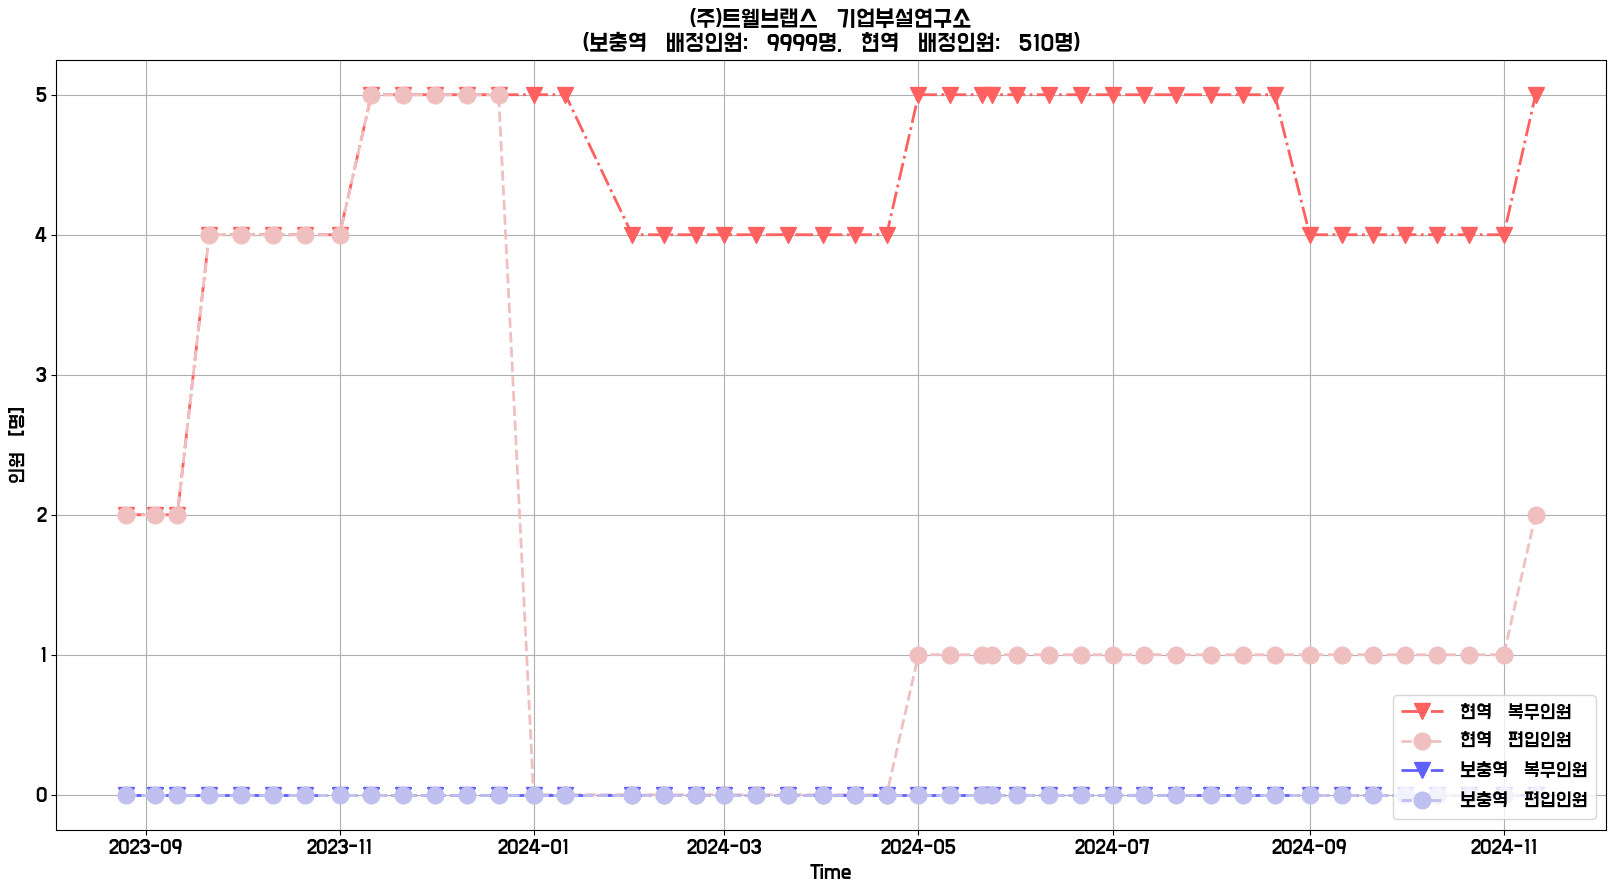 (주)트웰브랩스 기업부설연구소
(보충역 배정인원: 9999명, 현역 배정인원: 510명)
5
4
3
2
1
0
인원 [명]
2023-09
2023-11
2024-01
2024-03
2024-05
2024-07
2024-09
2024-11
Time
현역 복무인원
현역 편입인원
보충역 복무인원
보충역 편입인원